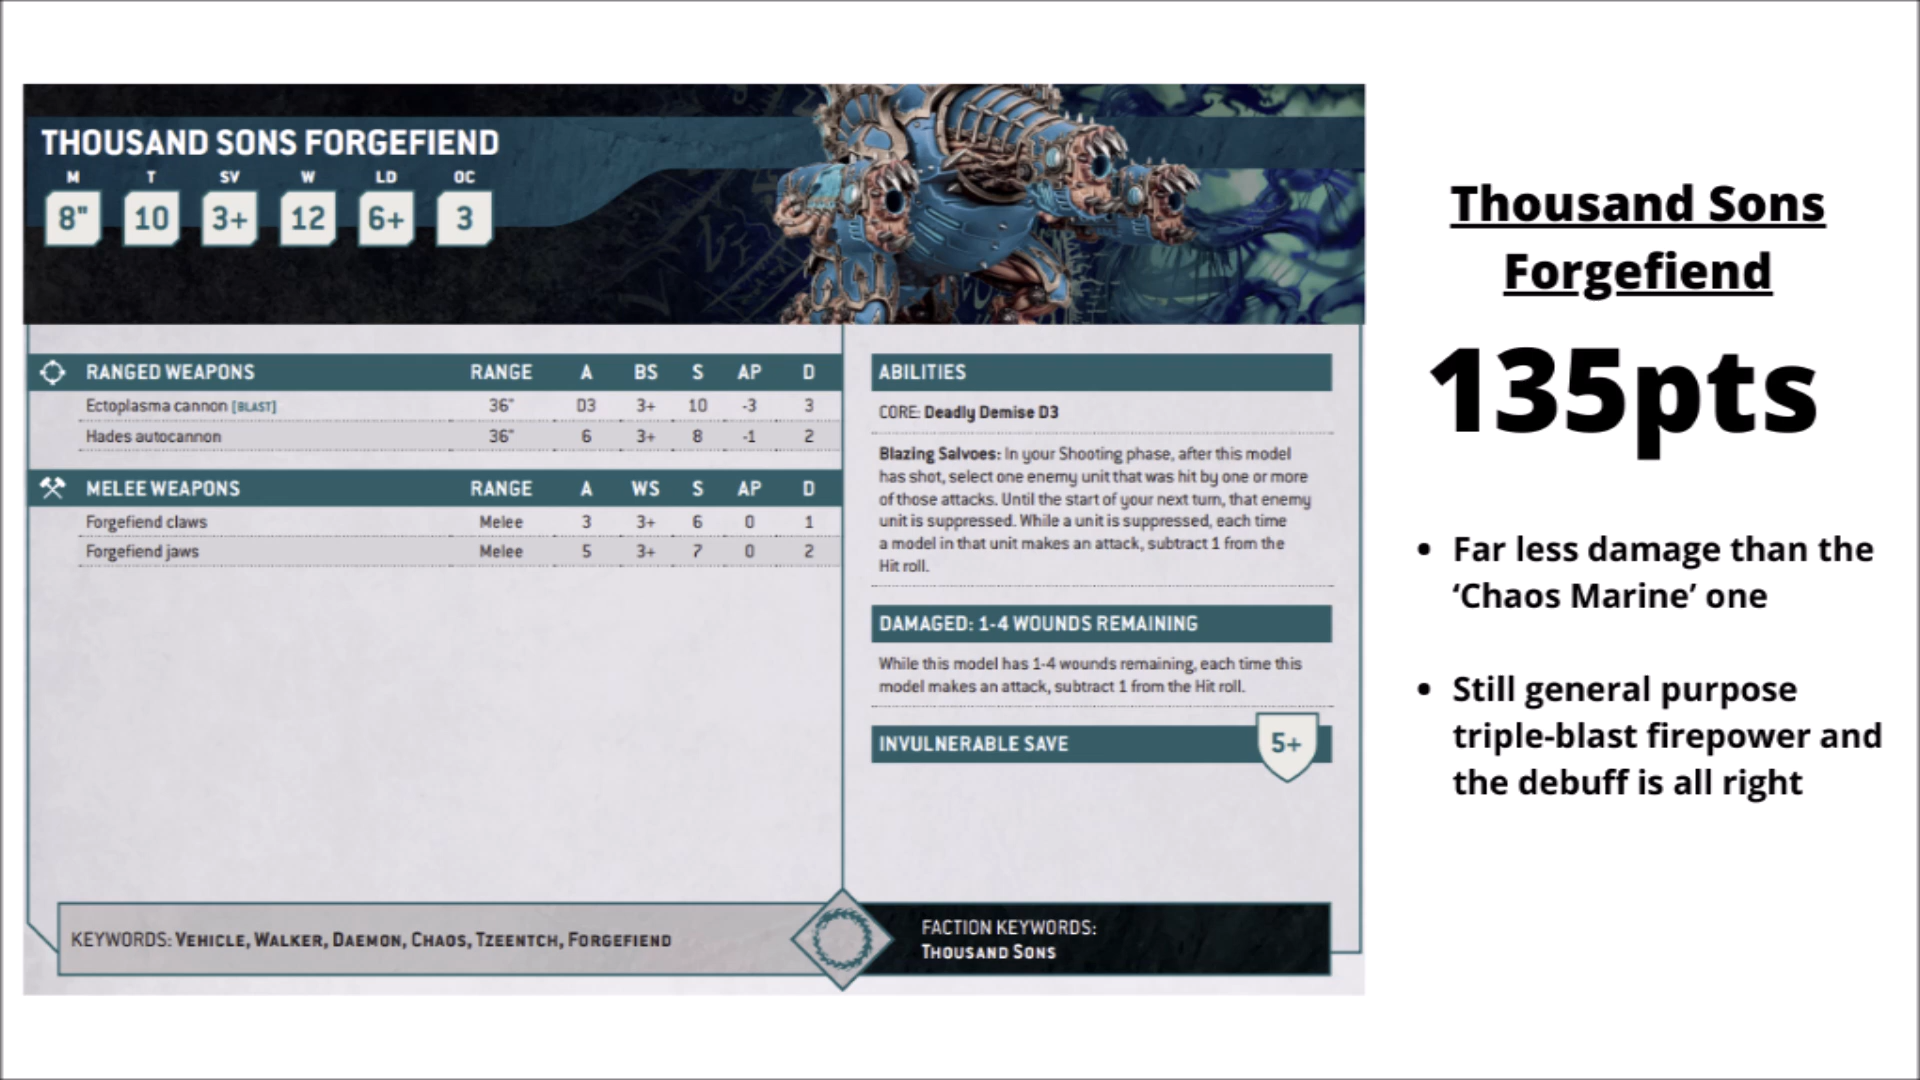 THOUSAND SONS FORGEFIEND
M T SV W LD OC
8" 10 3+ 12 6+ 3
RANGED WEAPONS RANGE A BS S AP D
Ectoplasma cannon [BLAST] 36" D3 3+ 10 -3 3
Hades autocannon 36" 6 3+ 8 -1 2
MELEE WEAPONS RANGE A WS S AP D
Forgefiend claws Melee 3 3+ 6 0 1
Forgefiend jaws Melee 5 3+ 7 0 2
ABILITIES
CORE: Deadly Demise D3
Blazing Salvoes: In your Shooting phase, after this model
has shot, select one enemy unit that was hit by one or more
of those attacks. Until the start of your next turn, that enemy
unit is suppressed. While a unit is suppressed, each time
a model in that unit makes an attack, subtract 1 from the
Hit roll.
DAMAGED: 1-4 WOUNDS REMAINING
While this model has 1-4 wounds remaining, each time this
model makes an attack, subtract 1 from the Hit roll.
INVULNERABLE SAVE 5+
KEYWORDS: VEHICLE, WALKER, DAEMON, CHAOS, TZEENTCH, FORGEFIEND
FACTION KEYWORDS:
THOUSAND SONS
Thousand Sons
Forgefiend
135pts
• Far less damage than the
‘Chaos Marine’ one
• Still general purpose
triple-blast firepower and
the debuff is all right